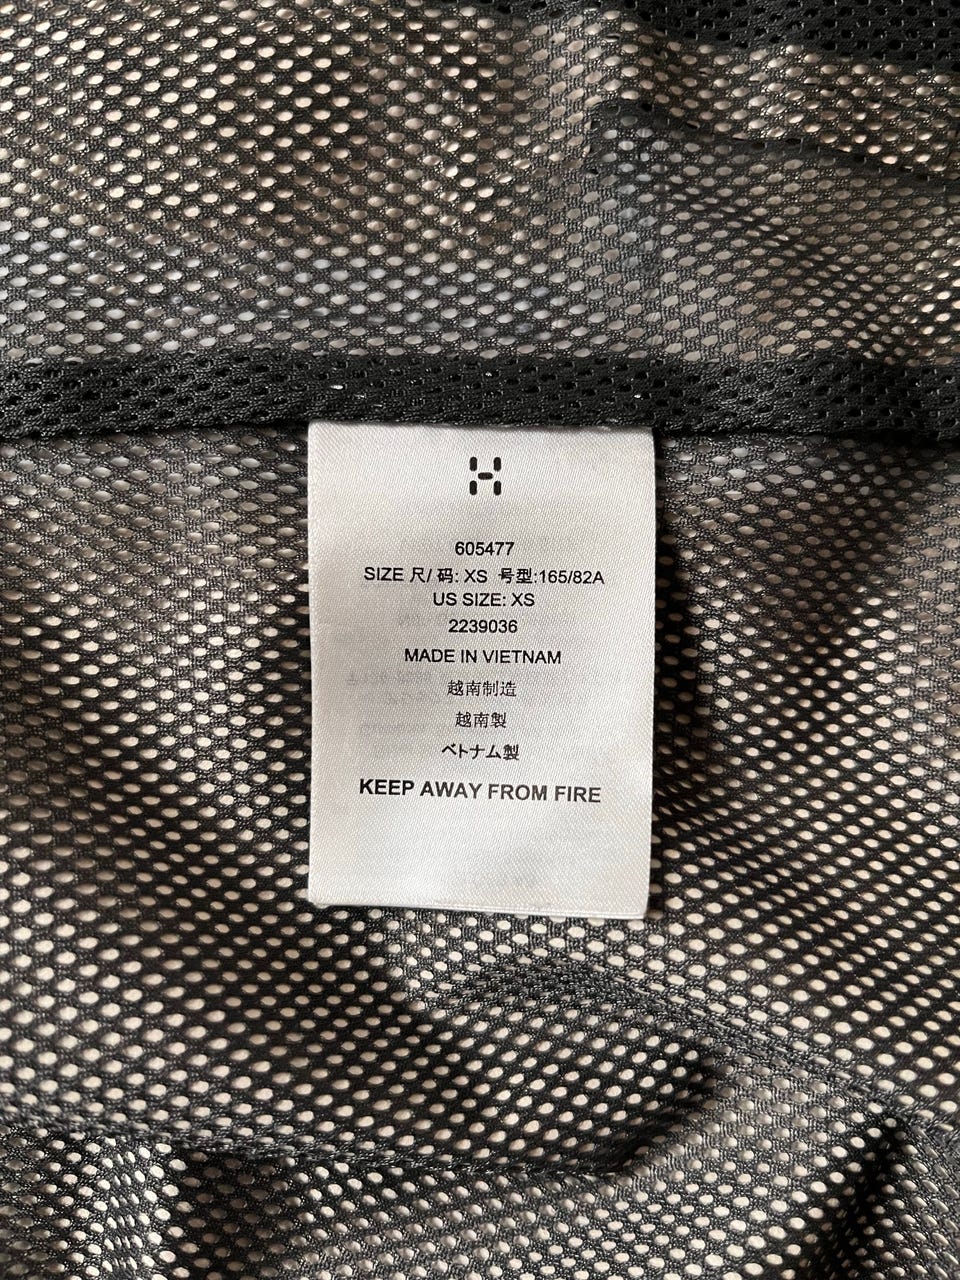 605477
SIZE 尺/ 码: XS 号型:165/82A
US SIZE: XS
2239036
MADE IN VIETNAM
越南制造
越南製
ベトナム製
KEEP AWAY FROM FIRE